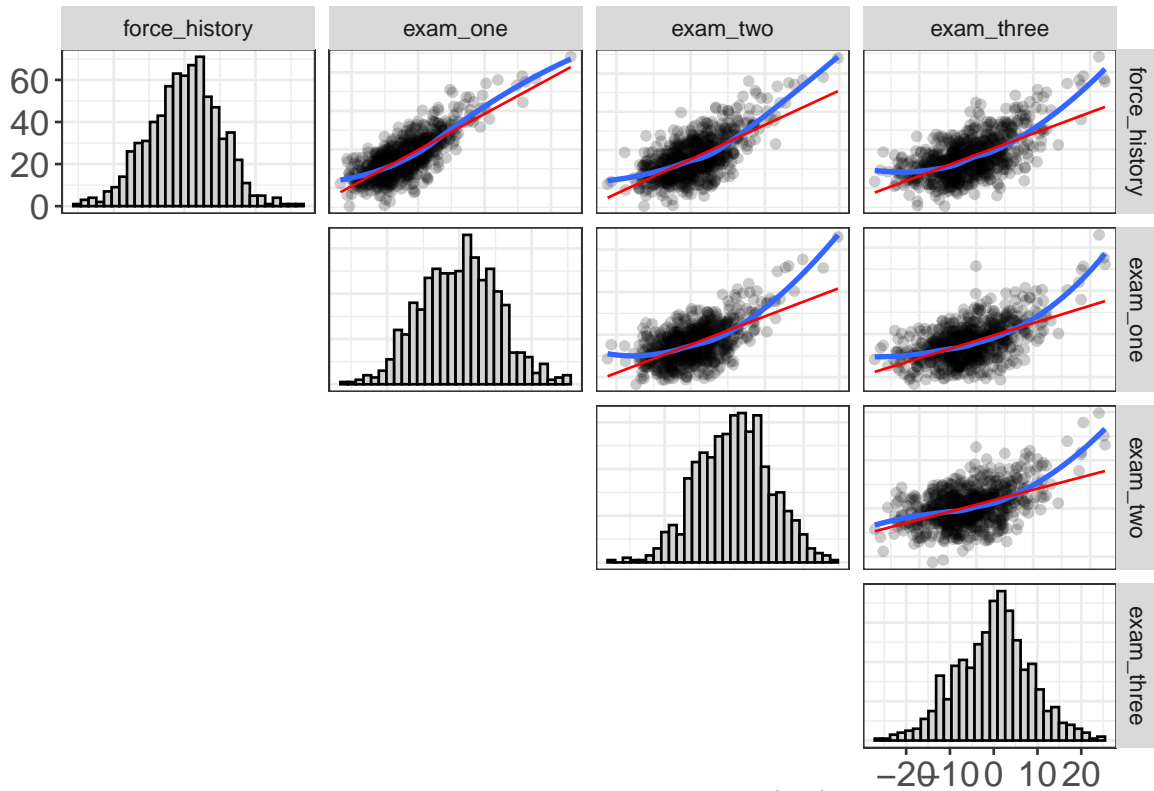 force_history exam_one exam_two exam_three
60
40
20
0
force_history
exam_one
exam_two
exam_three
−20 −10 0 10 20